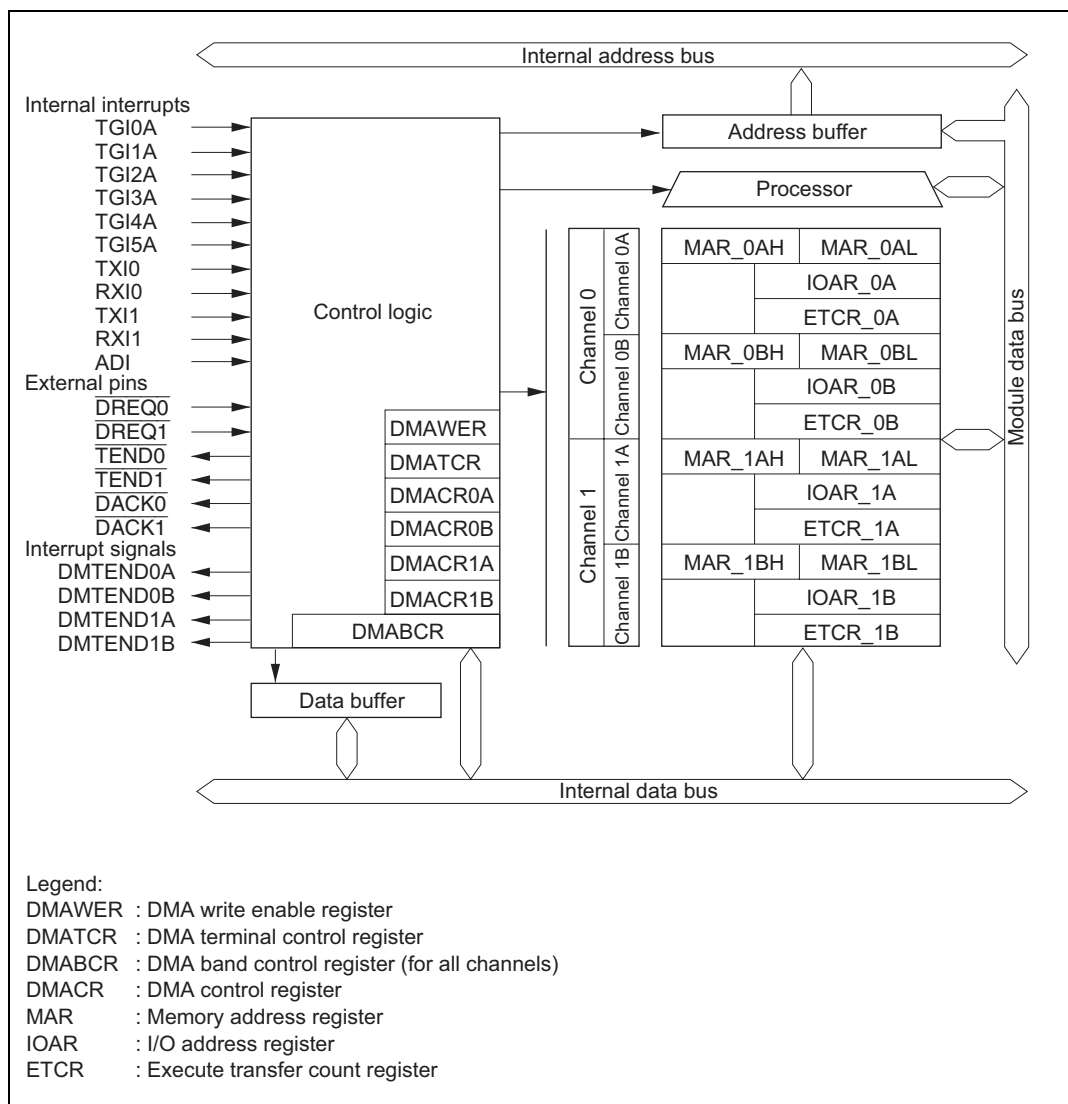 Internal address bus
Internal interrupts
TGI0A
TGI1A
TGI2A
TGI3A
TGI4A
TGI5A
TXI0
RXI0
TXI1
RXI1
ADI
External pins
DREQ0
DREQ1
TEND0
TEND1
DACK0
DACK1
Interrupt signals
DMTEND0A
DMTEND0B
DMTEND1A
DMTEND1B
Control logic
DMAWER
DMATCR
DMACR0A
DMACR0B
DMACR1A
DMACR1B
DMABCR
Data buffer
Address buffer
Processor
Channel 0
Channel 0A
Channel 0B
Channel 1
Channel 1A
Channel 1B
MAR_0AH MAR_0AL
IOAR_0A
ETCR_0A
MAR_0BH MAR_0BL
IOAR_0B
ETCR_0B
MAR_1AH MAR_1AL
IOAR_1A
ETCR_1A
MAR_1BH MAR_1BL
IOAR_1B
ETCR_1B
Module data bus
Internal data bus
Legend:
DMAWER : DMA write enable register
DMATCR : DMA terminal control register
DMABCR : DMA band control register (for all channels)
DMACR : DMA control register
MAR : Memory address register
IOAR : I/O address register
ETCR : Execute transfer count register